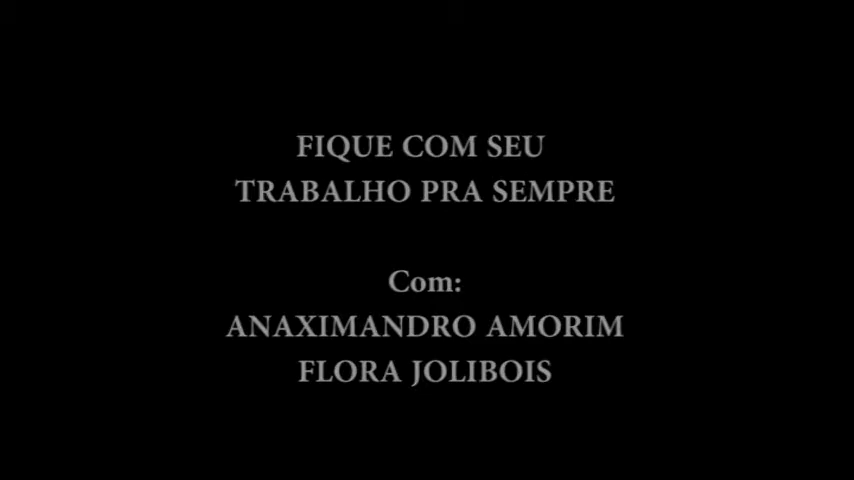 FIQUE COM SEU
TRABALHO PRA SEMPRE
Com:
ANAXIMANDRO AMORIM
FLORA JOLIBOIS